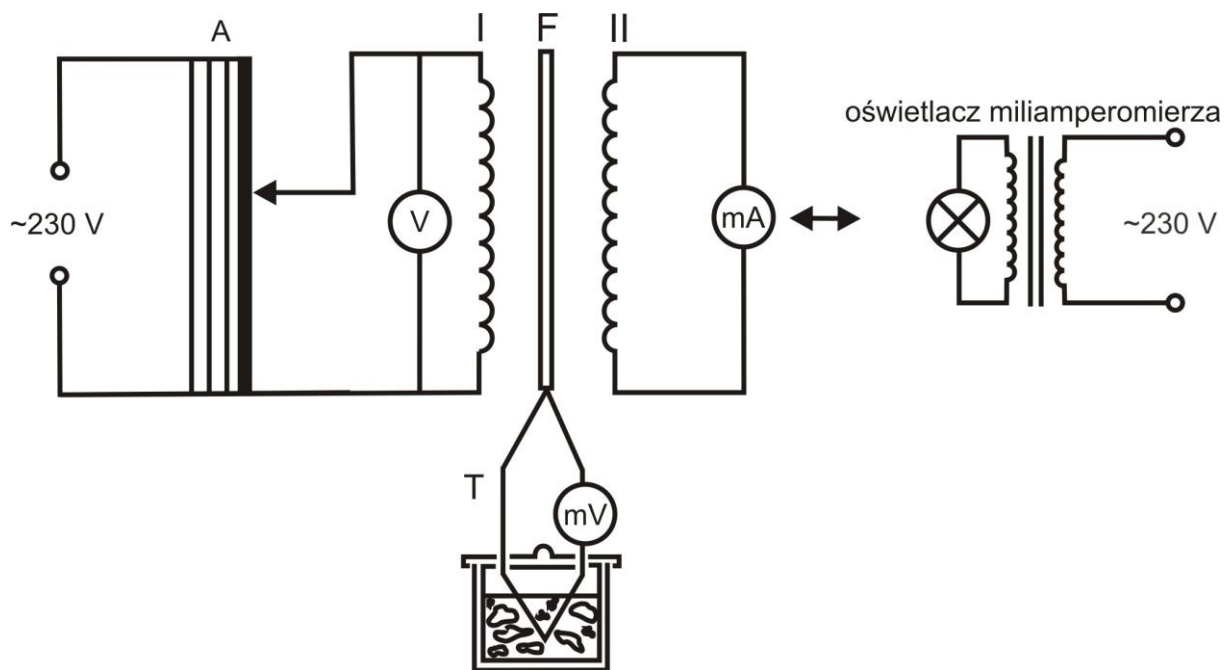 A
I F II
oświetlacz miliamperomierza
~230 V
V
mA
~230 V
T
mV